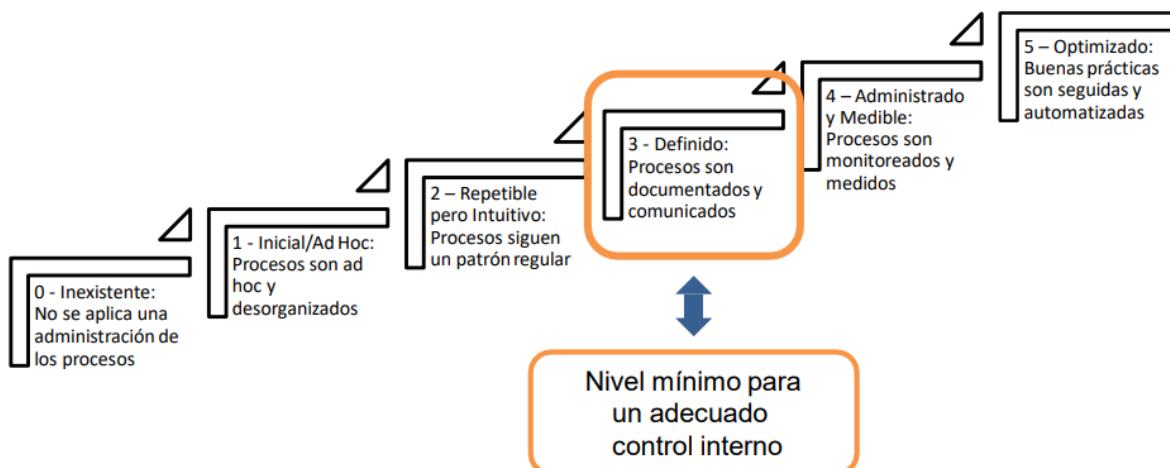 0 - Inexistente:
No se aplica una
administración de
los procesos
1 - Inicial/Ad Hoc:
Procesos son ad
hoc y
desorganizados
2 – Repetible
pero Intuitivo:
Procesos siguen
un patrón regular
3 - Definido:
Procesos son
documentados y
comunicados
4 – Administrado
y Medible:
Procesos son
monitoreados y
medidos
5 – Optimizado:
Buenas prácticas
son seguidas y
automatizadas
Nivel mínimo para
un adecuado
control interno